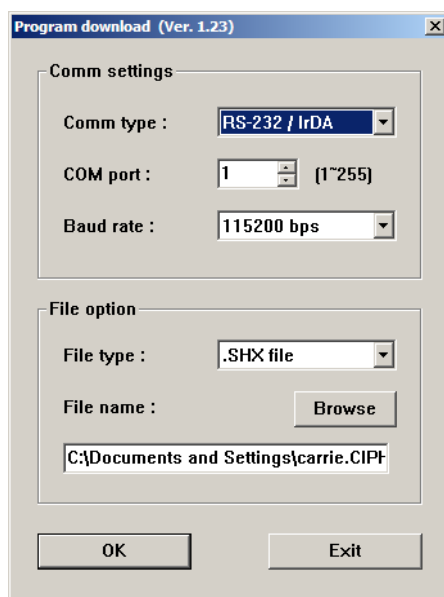 Program download (Ver. 1.23)
Comm settings
Comm type : RS-232 / IrDA
COM port : 1 (1~255)
Baud rate : 115200 bps
File option
File type : .SHX file
File name : Browse
C:\Documents and Settings\carrie.CIPH
OK Exit